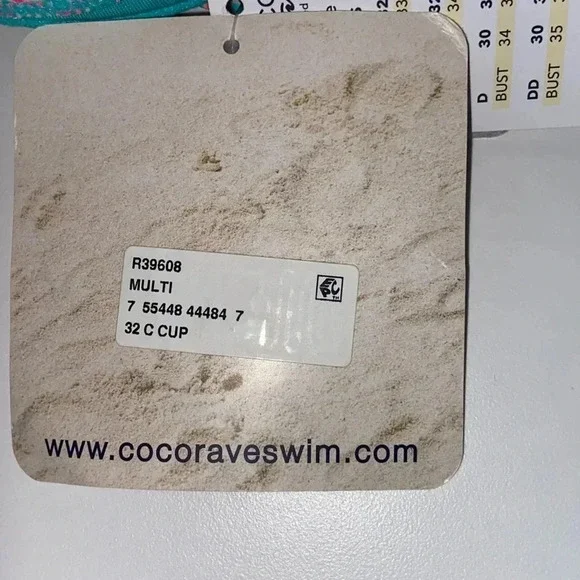 R39608
MULTI
7 55448 44484 7
32 C CUP
www.cocoraveswim.com
D 30
BUST 34
DD 30
BUST 35